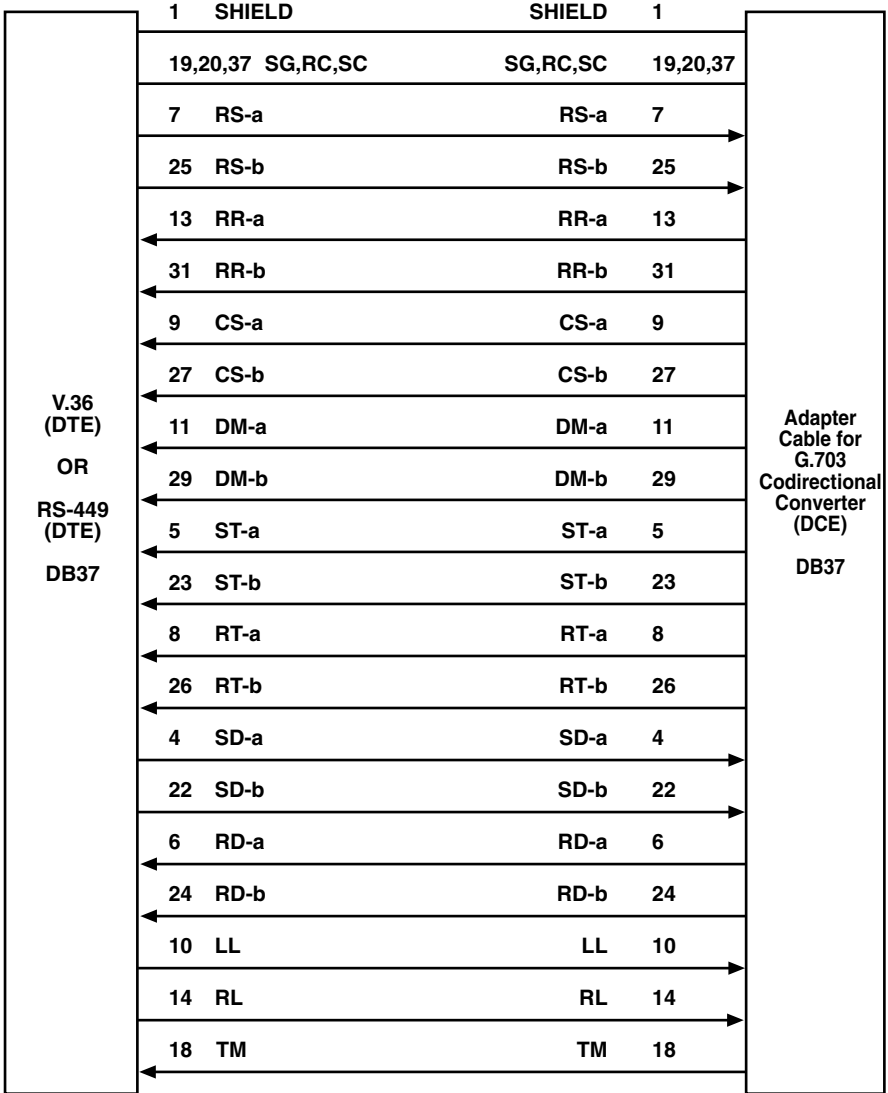 1 SHIELD SHIELD 1
19,20,37 SG,RC,SC SG,RC,SC 19,20,37
7 RS-a RS-a 7
25 RS-b RS-b 25
13 RR-a RR-a 13
31 RR-b RR-b 31
9 CS-a CS-a 9
27 CS-b CS-b 27
11 DM-a DM-a 11
29 DM-b DM-b 29
5 ST-a ST-a 5
23 ST-b ST-b 23
8 RT-a RT-a 8
26 RT-b RT-b 26
4 SD-a SD-a 4
22 SD-b SD-b 22
6 RD-a RD-a 6
24 RD-b RD-b 24
10 LL LL 10
14 RL RL 14
18 TM TM 18
V.36
(DTE)
OR
RS-449
(DTE)
DB37
Adapter
Cable for
G.703
Codirectional
Converter
(DCE)
DB37